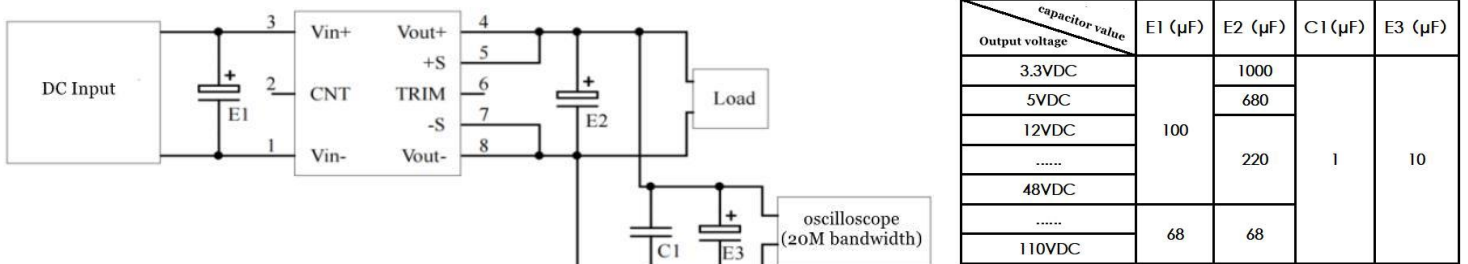 3 Vin+ Vout+ 4
+S 5
DC Input + 2 CNT TRIM 6 + Load
E1 -S 7 E2
1 Vin- Vout- 8
+ oscilloscope
(20M bandwidth)
C1 E3
capacitor value
Output voltage E1 (μF) E2 (μF) C1(μF) E3 (μF)
3.3VDC 1000
5VDC 680
12VDC 100
...... 220 1 10
48VDC
...... 68 68
110VDC